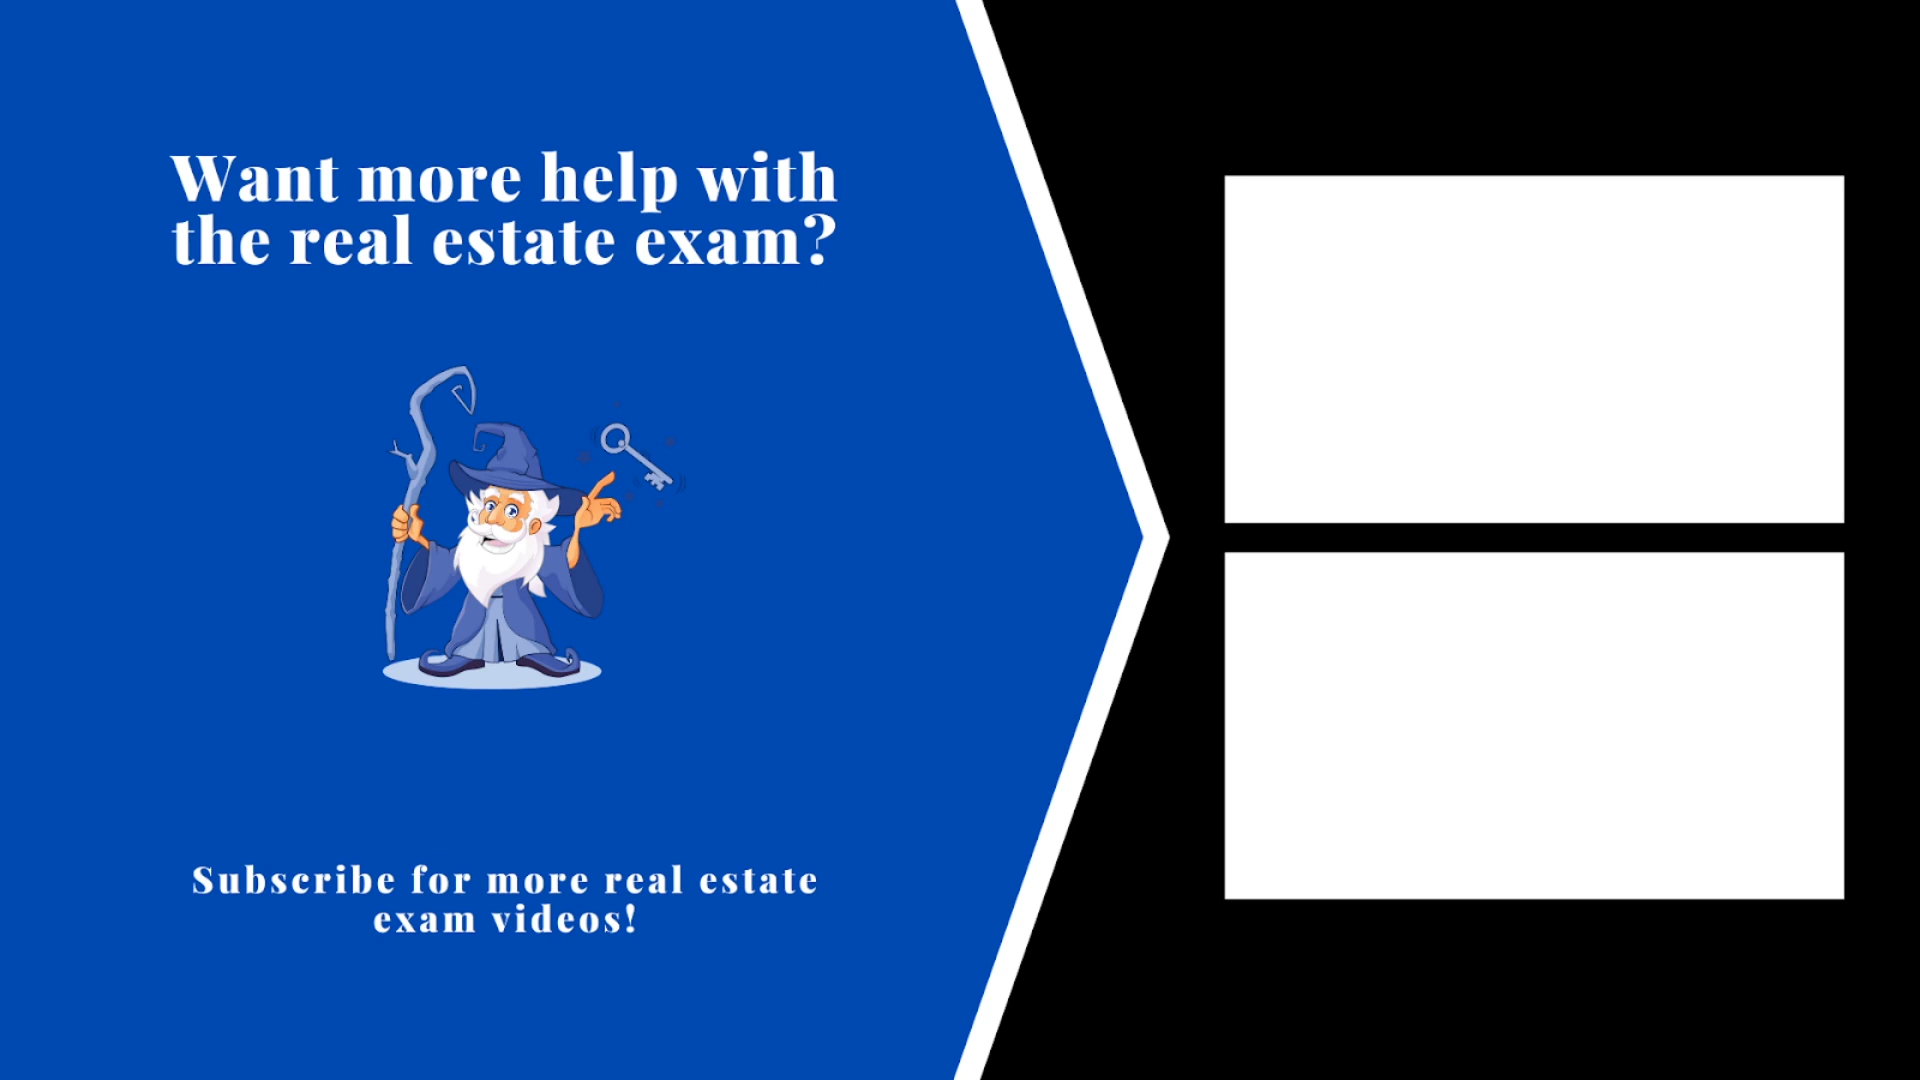 Want more help with
the real estate exam?
Subscribe for more real estate
exam videos!